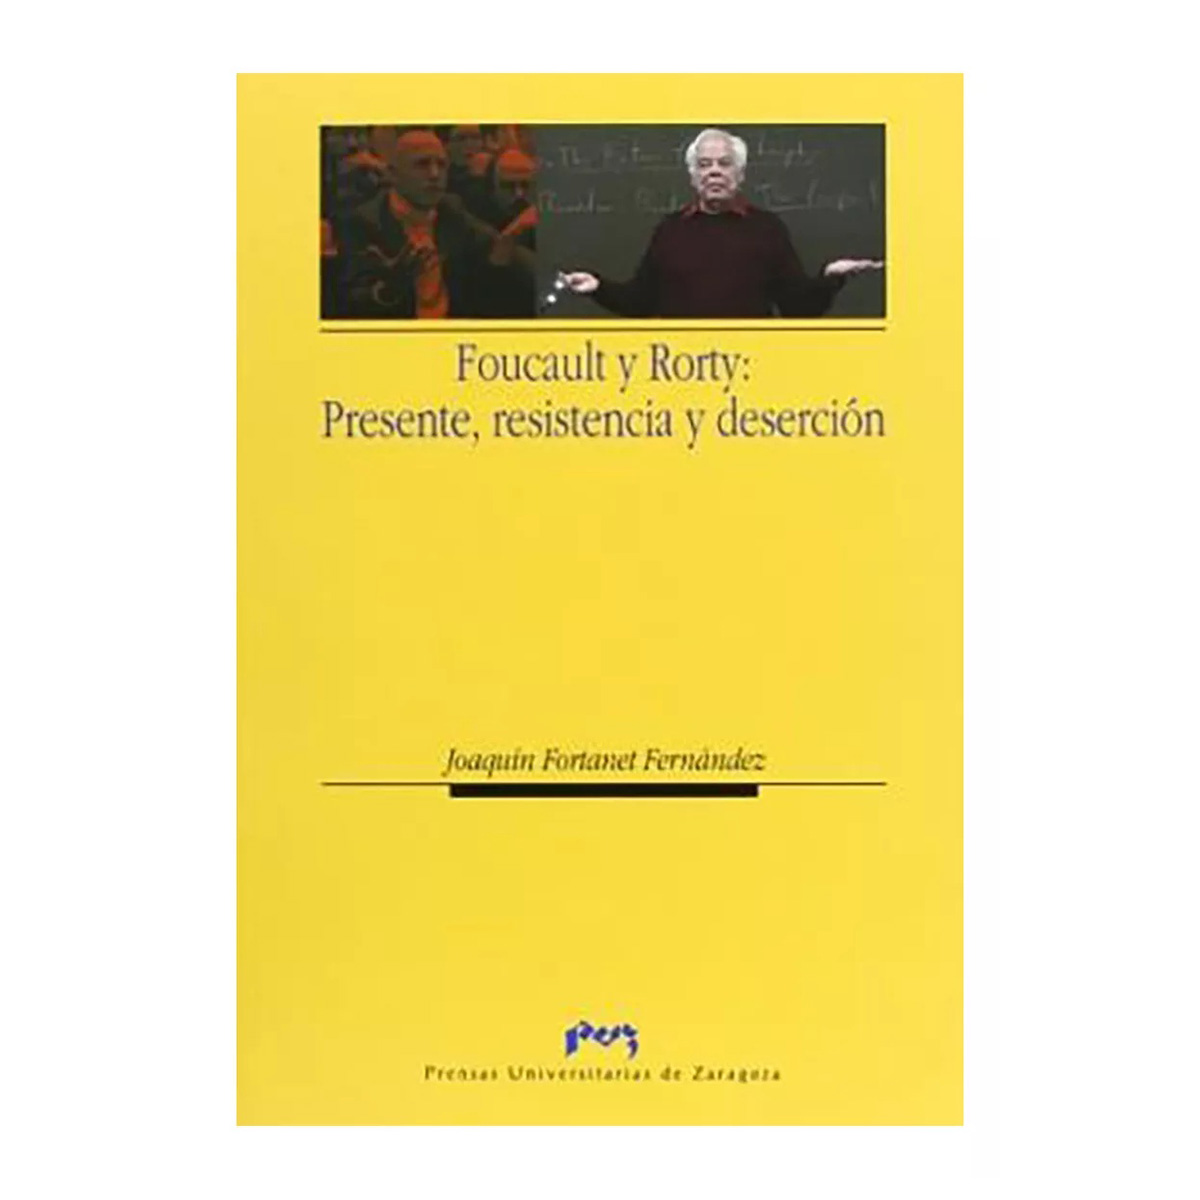 Foucault y Rorty:
Presente, resistencia y deserción
Joaquín Fortanet Fernández
puz
Prensas Universitarias de Zaragoza